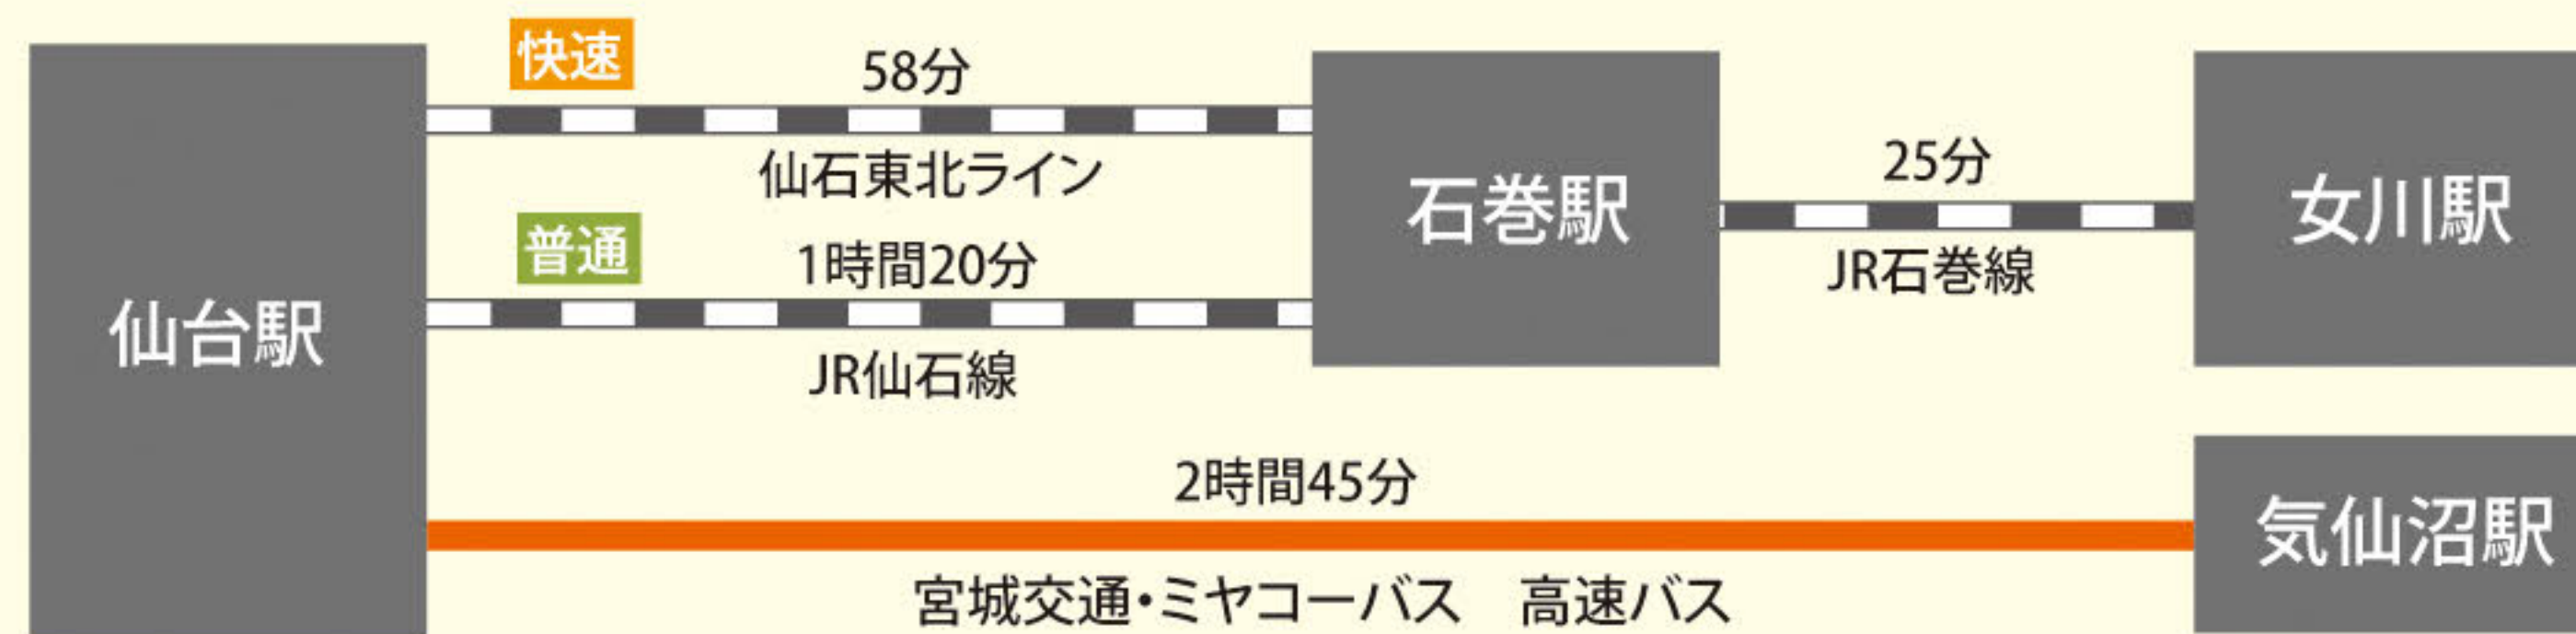 快速
58分
仙石東北ライン
普通
1時間20分
JR仙石線
仙台駅
石巻駅
25分
JR石巻線
女川駅
2時間45分
宮城交通・ミヤコーバス　高速バス
気仙沼駅